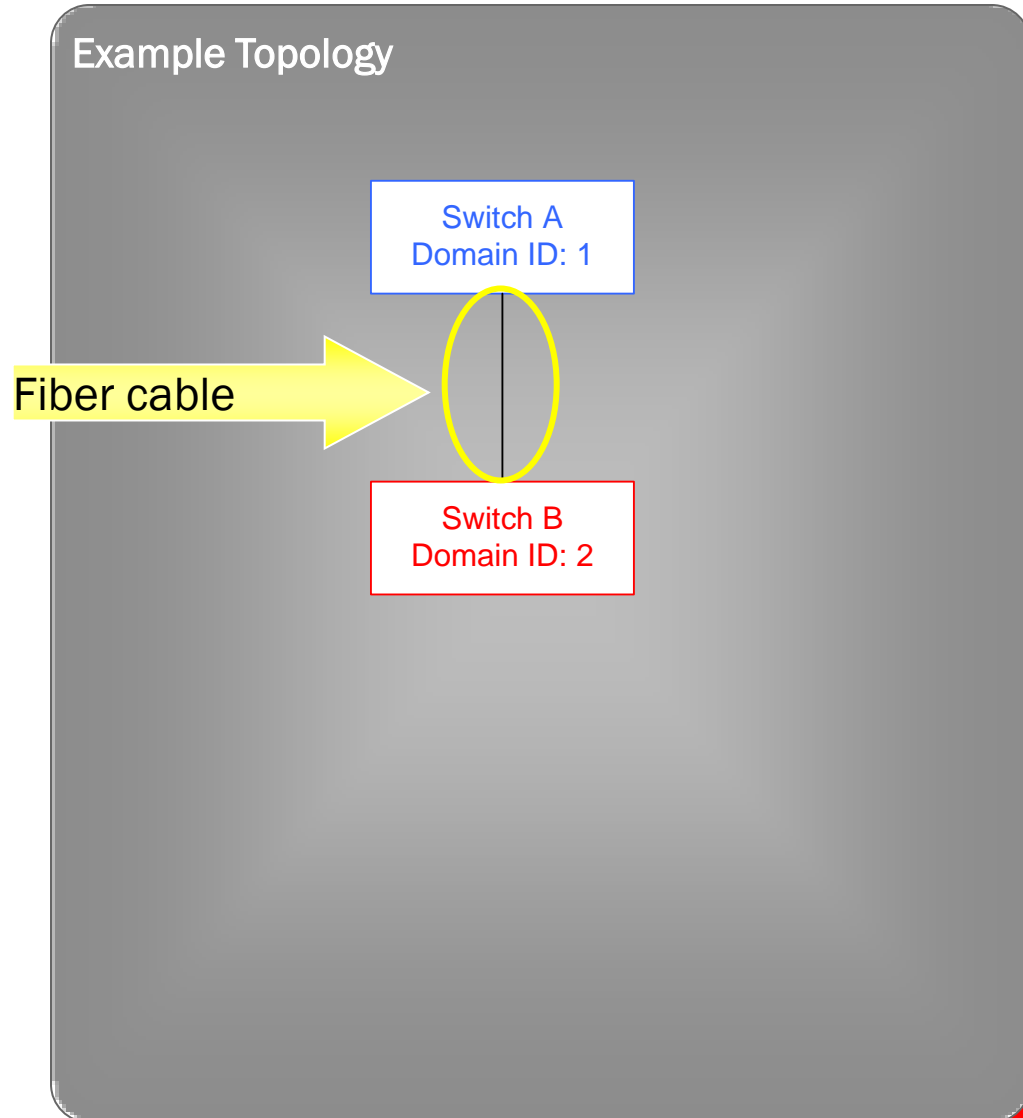 Example Topology
Switch A
Domain ID: 1
Fiber cable
Switch B
Domain ID: 2